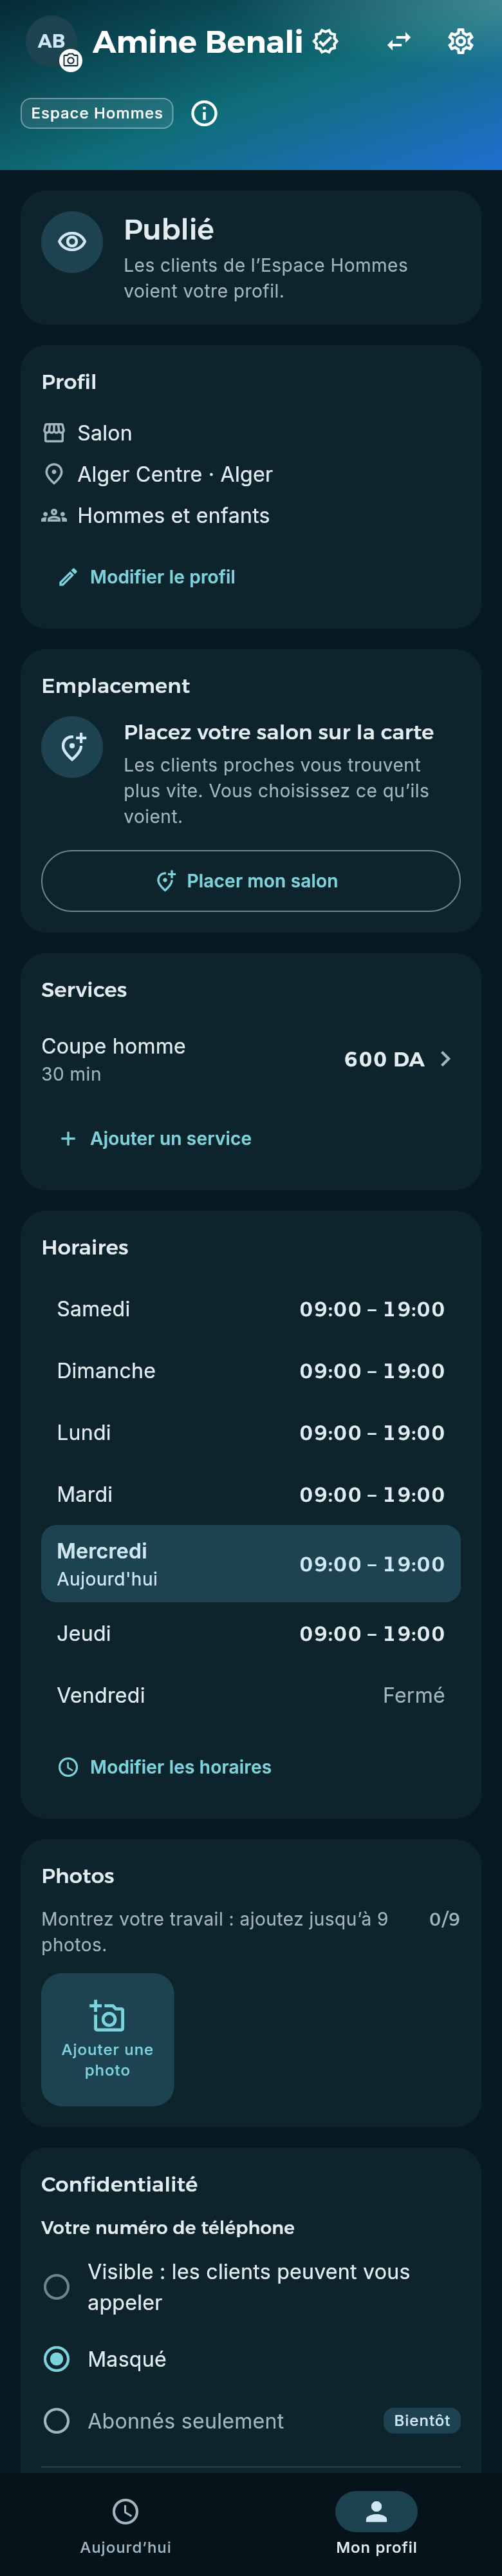 AB
Amine Benali
Espace Hommes
Publié
Les clients de l’Espace Hommes
voient votre profil.
Profil
Salon
Alger Centre · Alger
Hommes et enfants
Modifier le profil
Emplacement
Placez votre salon sur la carte
Les clients proches vous trouvent
plus vite. Vous choisissez ce qu’ils
voient.
Placer mon salon
Services
Coupe homme
600 DA
30 min
Ajouter un service
Horaires
Samedi 09:00 – 19:00
Dimanche 09:00 – 19:00
Lundi 09:00 – 19:00
Mardi 09:00 – 19:00
Mercredi
Aujourd'hui
09:00 – 19:00
Jeudi 09:00 – 19:00
Vendredi Fermé
Modifier les horaires
Photos
Montrez votre travail : ajoutez jusqu’à 9
photos.
0/9
Ajouter une
photo
Confidentialité
Votre numéro de téléphone
Visible : les clients peuvent vous
appeler
Masqué
Abonnés seulement Bientôt
Aujourd’hui
Mon profil